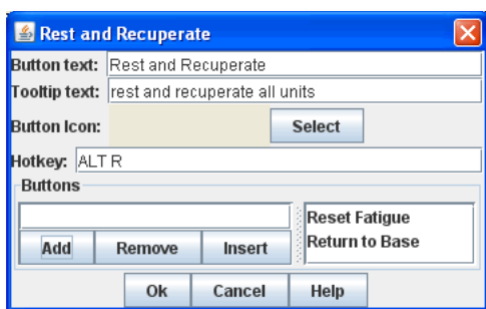 Rest and Recuperate
Button text: Rest and Recuperate
Tooltip text: rest and recuperate all units
Button Icon: Select
Hotkey: ALT R
Buttons
Reset Fatigue
Return to Base
Add Remove Insert
Ok Cancel Help